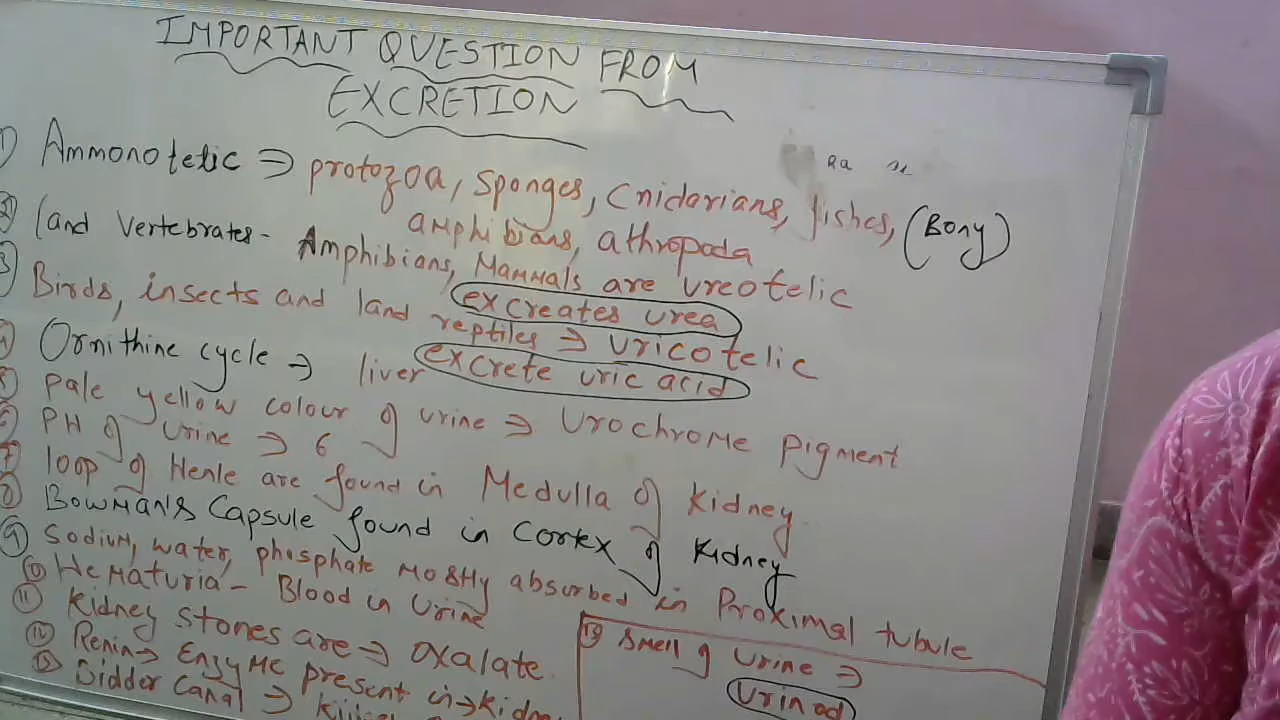 IMPORTANT QUESTION FROM
EXCRETION
1) Ammonotelic ⇒ protozoa, Sponges, Cnidarians, fishes, (Bony)
amphibians, athropoda
2) land Vertebrates - Amphibians, Mammals are ureotelic
excreates urea
3) Birds, insects and land reptiles ⇒ Uricotelic
excrete uric acid
4) Ornithine cycle ⇒ liver
5) pale yellow colour of urine ⇒ Urochrome pigment
6) PH of urine ⇒ 6
7) loop of Henle are found in Medulla of Kidney.
8) Bowman's Capsule found in Cortex of Kidney
9) Sodium, water, phosphate mostly absorbed in Proximal tubule
10) Hematuria - Blood in Urine
11) Kidney stones are ⇒ oxalate
12) Renin → Enzyme present in →
13) Bidder Canal ⇒
Smell of Urine ⇒
Urinod